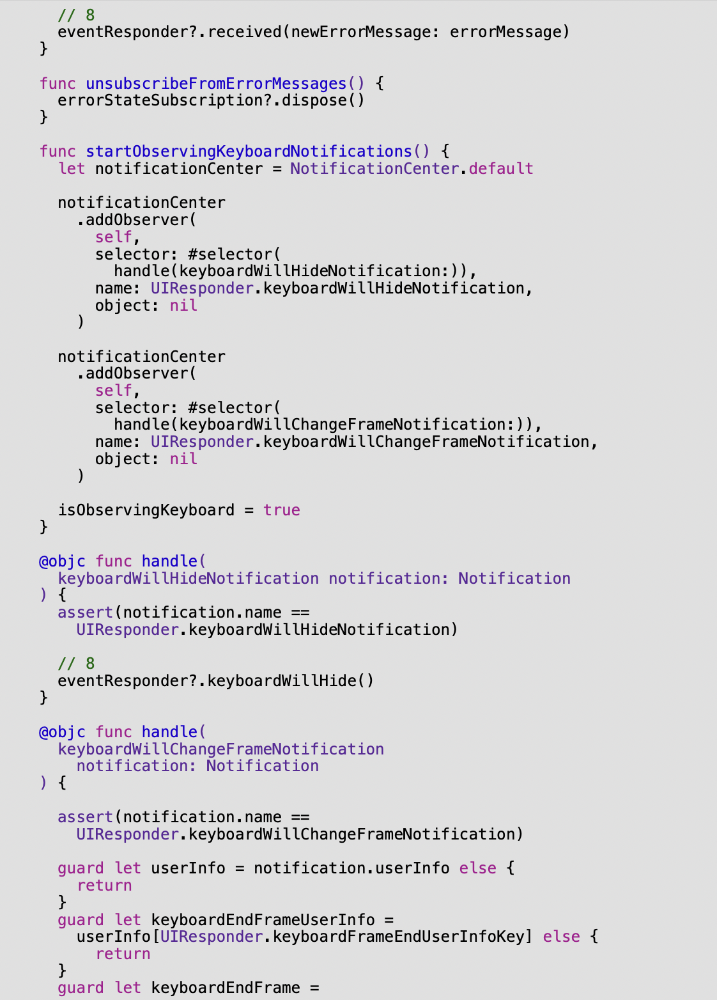 // 8
eventResponder?.received(newErrorMessage: errorMessage)
}
func unsubscribeFromErrorMessages() {
errorStateSubscription?.dispose()
}
func startObservingKeyboardNotifications() {
let notificationCenter = NotificationCenter.default
notificationCenter
.addObserver(
self,
selector: #selector(
handle(keyboardWillHideNotification:)),
name: UIResponder.keyboardWillHideNotification,
object: nil
)
notificationCenter
.addObserver(
self,
selector: #selector(
handle(keyboardWillChangeFrameNotification:)),
name: UIResponder.keyboardWillChangeFrameNotification,
object: nil
)
isObservingKeyboard = true
}
@objc func handle(
keyboardWillHideNotification notification: Notification
) {
assert(notification.name ==
UIResponder.keyboardWillHideNotification)
// 8
eventResponder?.keyboardWillHide()
}
@objc func handle(
keyboardWillChangeFrameNotification
notification: Notification
) {
assert(notification.name ==
UIResponder.keyboardWillChangeFrameNotification)
guard let userInfo = notification.userInfo else {
return
}
guard let keyboardEndFrameUserInfo =
userInfo[UIResponder.keyboardFrameEndUserInfoKey] else {
return
}
guard let keyboardEndFrame =